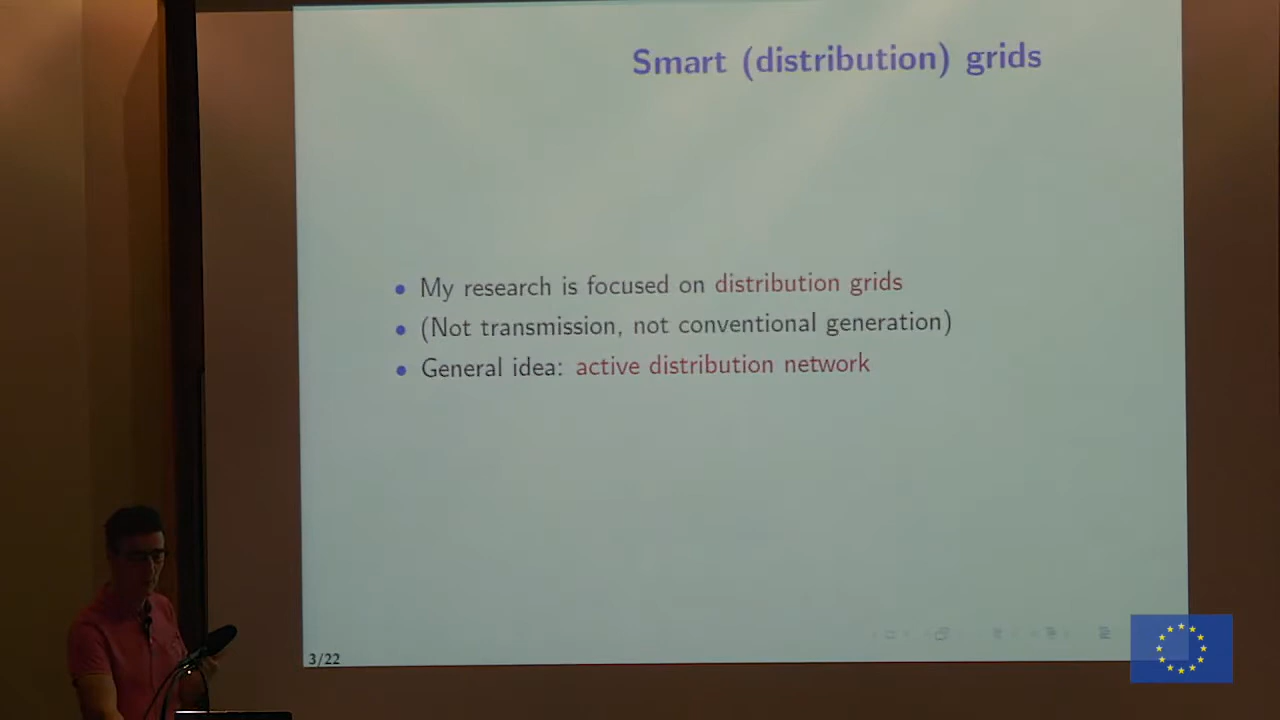 Smart (distribution) grids
• My research is focused on distribution grids
• (Not transmission, not conventional generation)
• General idea: active distribution network
3/22